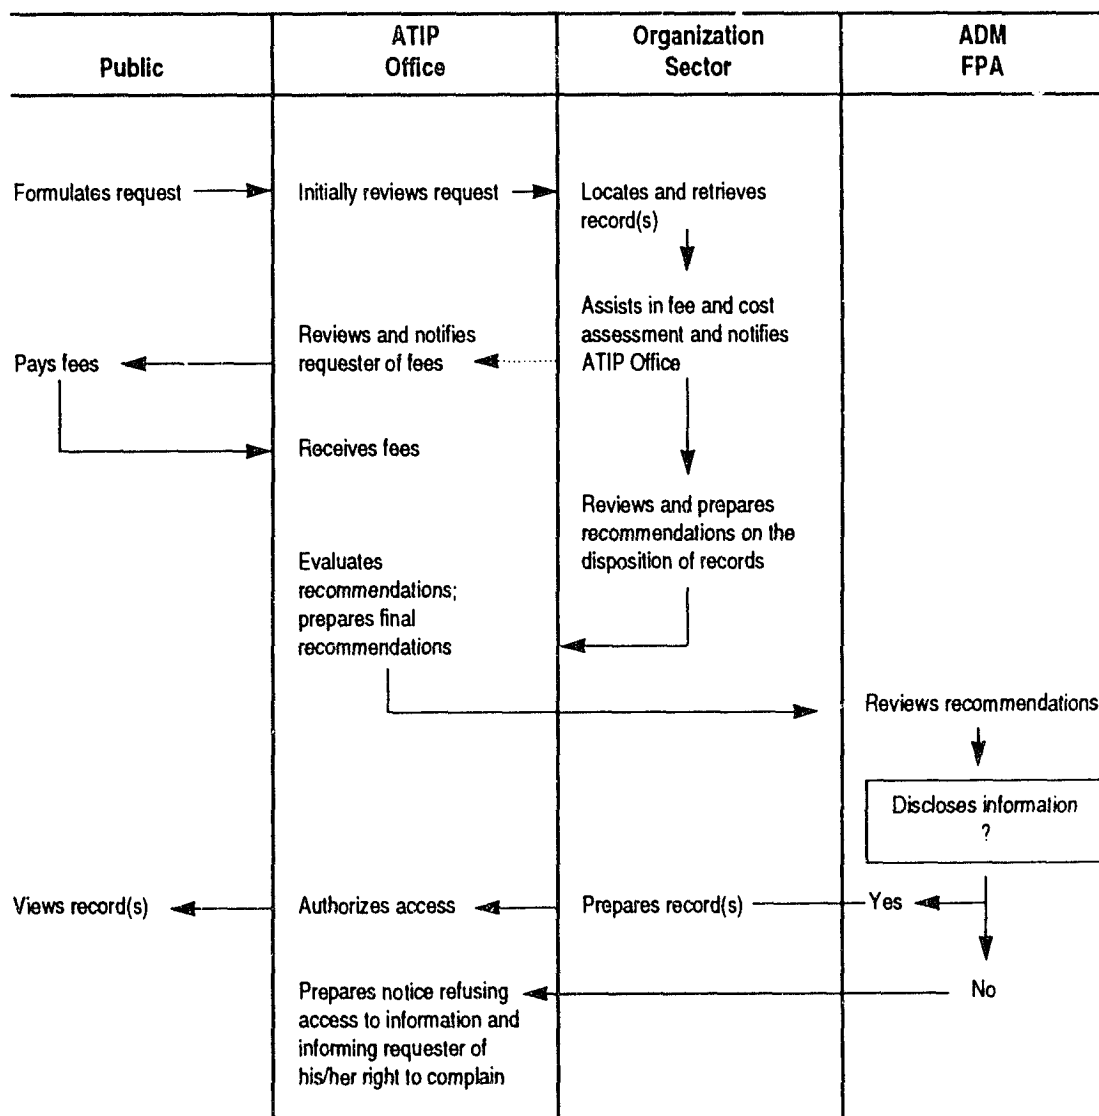 Public
ATIP
Office
Organization
Sector
ADM
FPA
Formulates request
Initially reviews request
Locates and retrieves
record(s)
Assists in fee and cost
assessment and notifies
ATIP Office
Reviews and notifies
requester of fees
Pays fees
Receives fees
Reviews and prepares
recommendations on the
disposition of records
Evaluates
recommendations;
prepares final
recommendations
Reviews recommendations
Discloses information
?
Views record(s)
Authorizes access
Prepares record(s)
Yes
No
Prepares notice refusing
access to information and
informing requester of
his/her right to complain